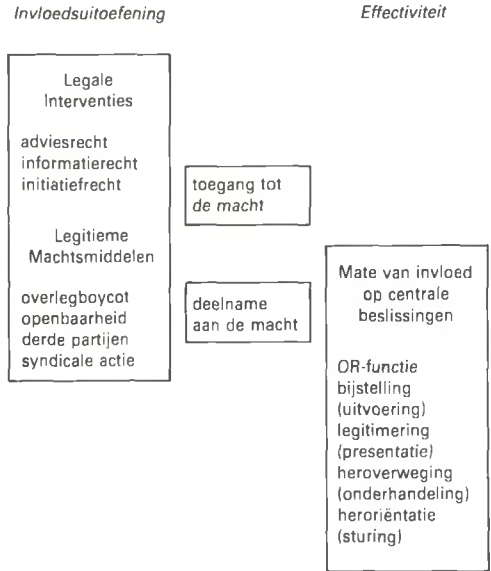 Invloedsuitoefening
Effectiviteit
Legale
Interventies
adviesrecht
informatierecht
initiatiefrecht
Legitieme
Machtsmiddelen
overlegboycot
openbaarheid
derde partijen
syndicale actie
toegang tot
de macht
deelname
aan de macht
Mate van invloed
op centrale
beslissingen
OR-functie
bijstelling
(uitvoering)
legitimering
(presentatie)
heroverweging
(onderhandeling)
heroriëntatie
(sturing)